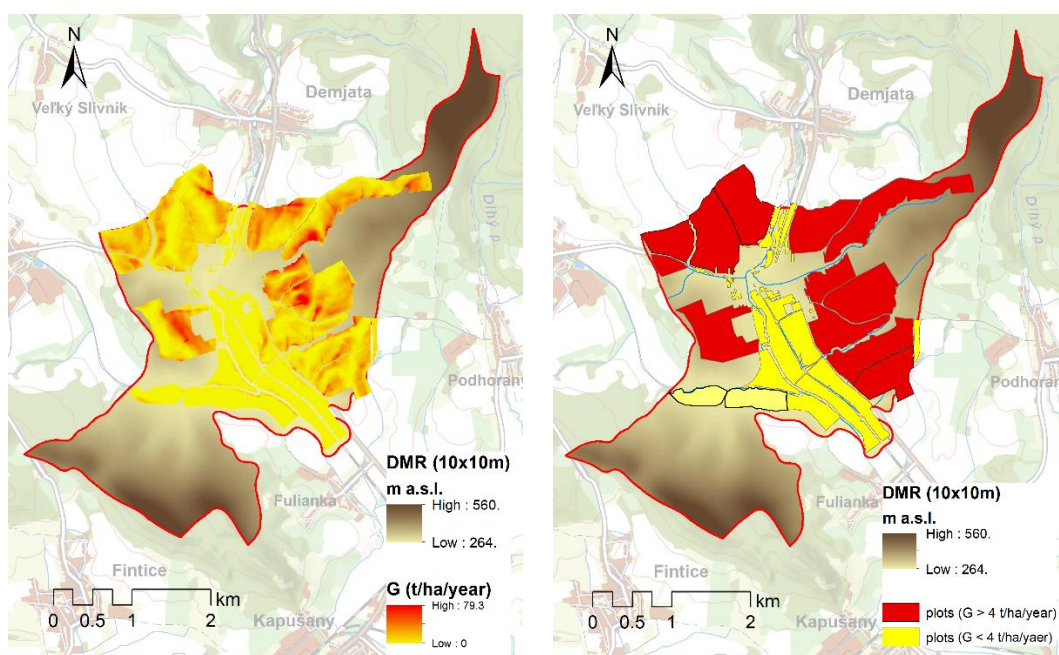 N
Veľký Slivník
Demjata
Dlhý p.
Podhorany
Fulianka
Fintice
Kapušany
DMR (10x10m)
m a.s.l.
High : 560.
Low : 264.
G (t/ha/year)
High : 79.3
Low : 0
km
0 0.5 1 2
N
Veľký Slivník
Demjata
Dlhý p.
Podhorany
Fulianka
Fintice
Kapušany
DMR (10x10m)
m a.s.l.
High : 560.
Low : 264.
plots (G > 4 t/ha/year)
plots (G < 4 t/ha/yaer)
km
0 0.5 1 2